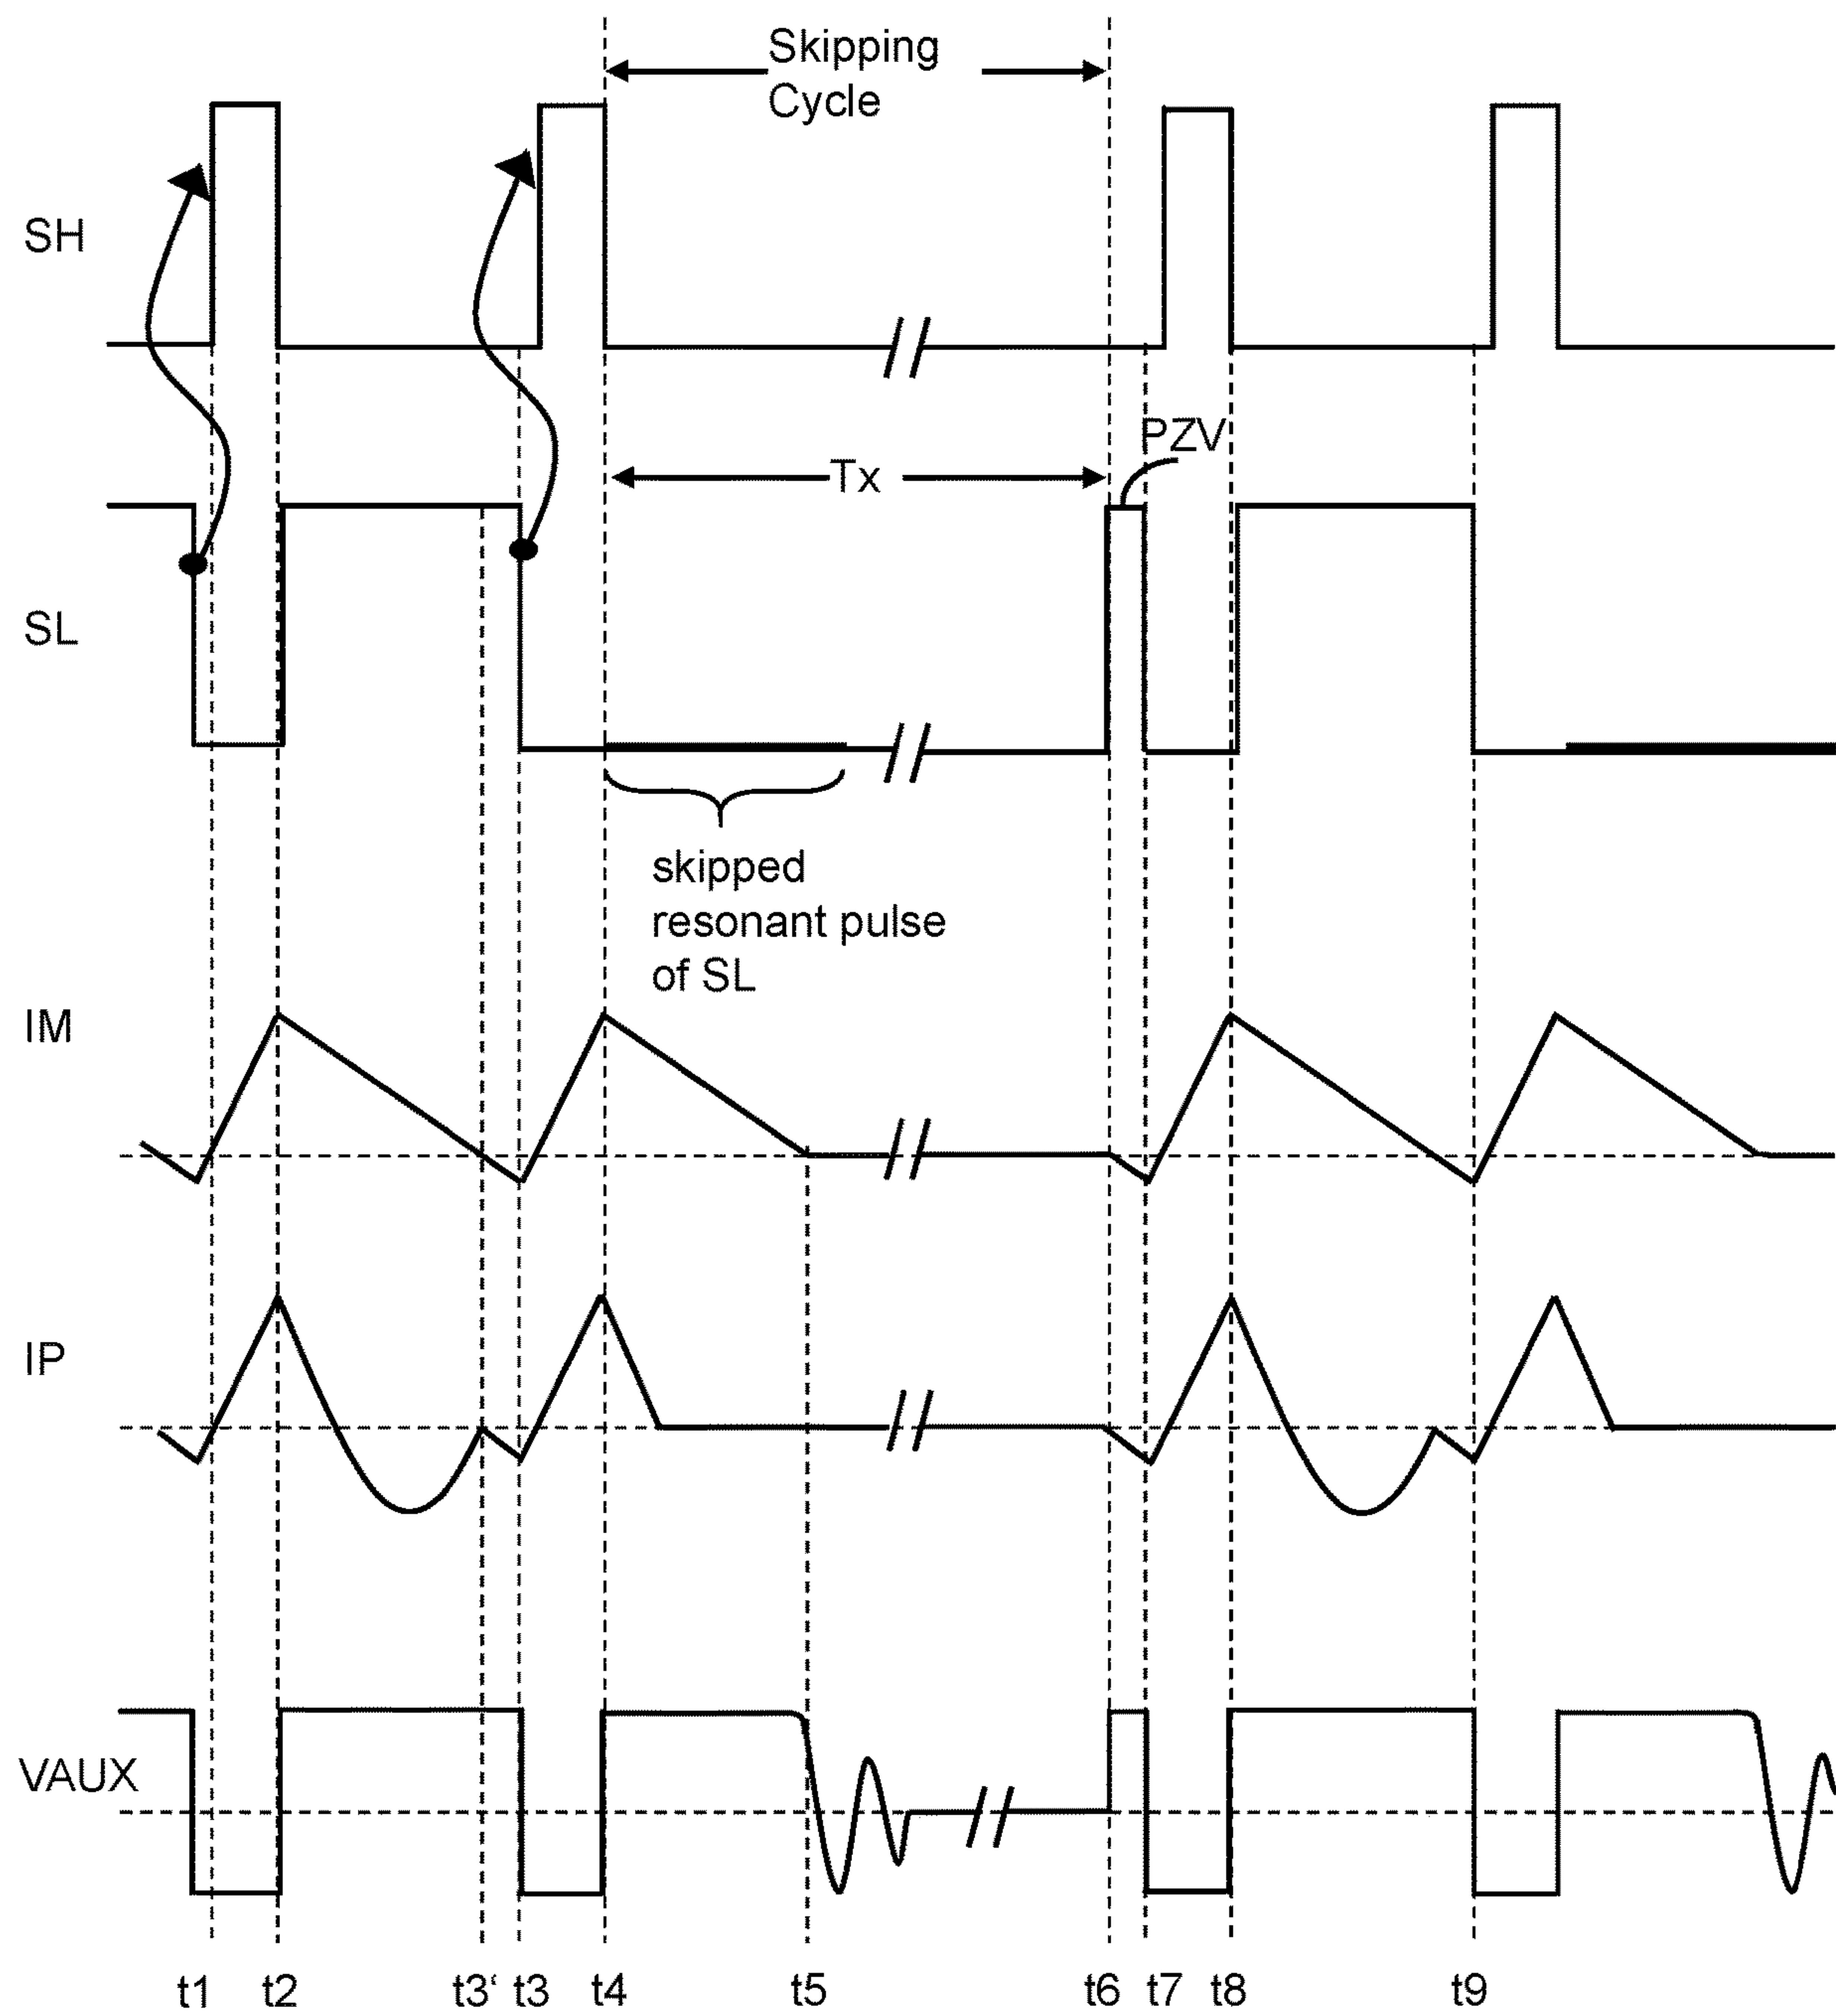 Skipping
Cycle
SH
PZV
Tx
SL
skipped
resonant pulse
of SL
IM
IP
VAUX
t1 t2 t3‘ t3 t4 t5 t6 t7 t8 t9